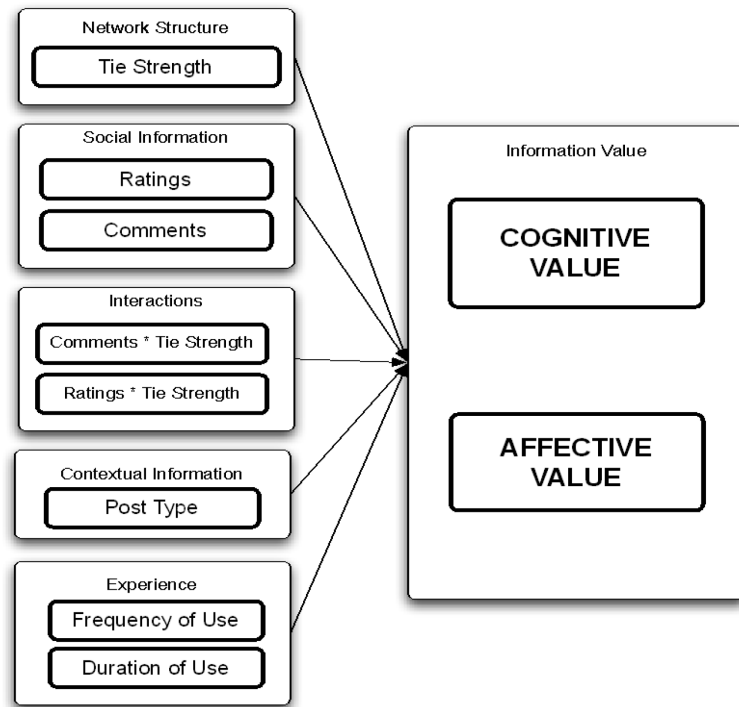 Network Structure
Tie Strength
Social Information
Ratings
Comments
Interactions
Comments * Tie Strength
Ratings * Tie Strength
Contextual Information
Post Type
Experience
Frequency of Use
Duration of Use
Information Value
COGNITIVE
VALUE
AFFECTIVE
VALUE